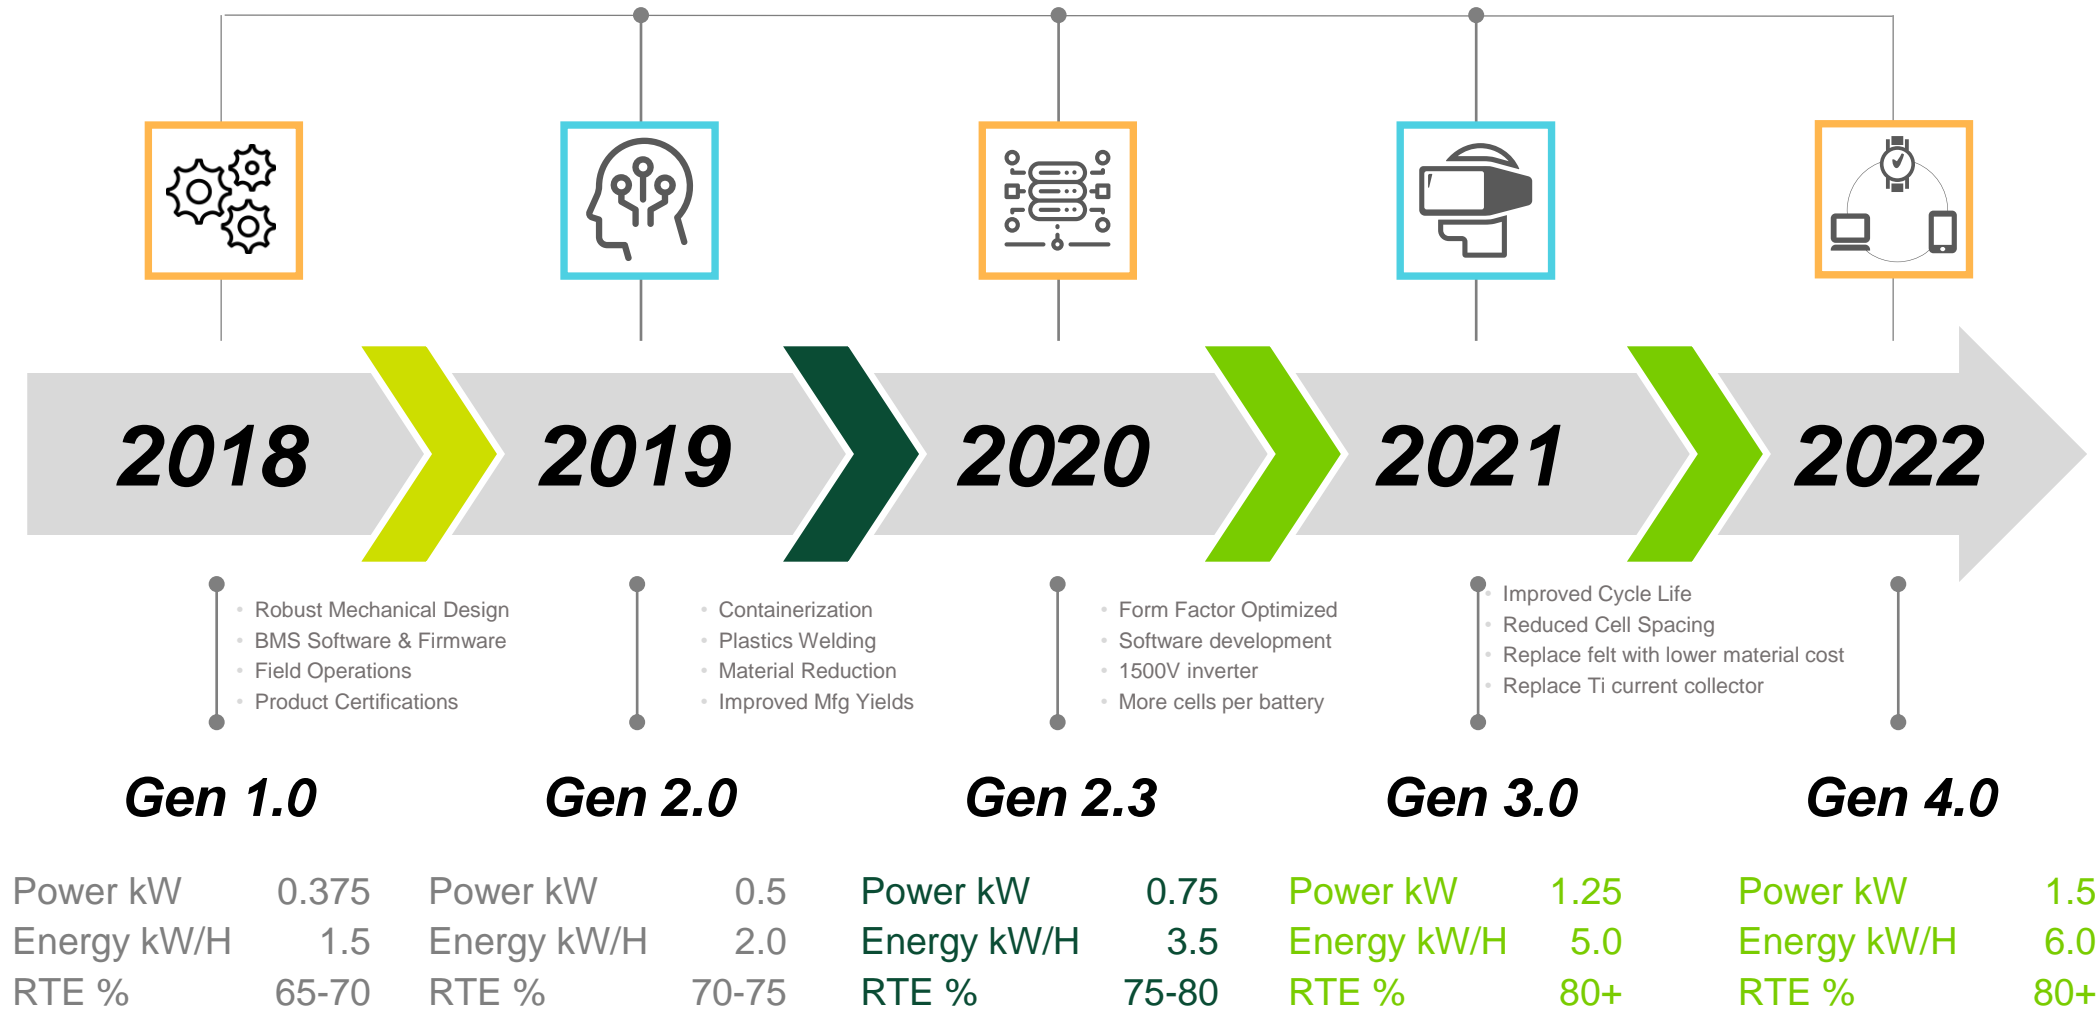 2018
2019
2020
2021
2022
• Robust Mechanical Design
• BMS Software & Firmware
• Field Operations
• Product Certifications
• Containerization
• Plastics Welding
• Material Reduction
• Improved Mfg Yields
• Form Factor Optimized
• Software development
• 1500V inverter
• More cells per battery
• Improved Cycle Life
• Reduced Cell Spacing
• Replace felt with lower material cost
• Replace Ti current collector
Gen 1.0
Gen 2.0
Gen 2.3
Gen 3.0
Gen 4.0
Power kW 0.375
Energy kW/H 1.5
RTE % 65-70
Power kW 0.5
Energy kW/H 2.0
RTE % 70-75
Power kW 0.75
Energy kW/H 3.5
RTE % 75-80
Power kW 1.25
Energy kW/H 5.0
RTE % 80+
Power kW 1.5
Energy kW/H 6.0
RTE % 80+